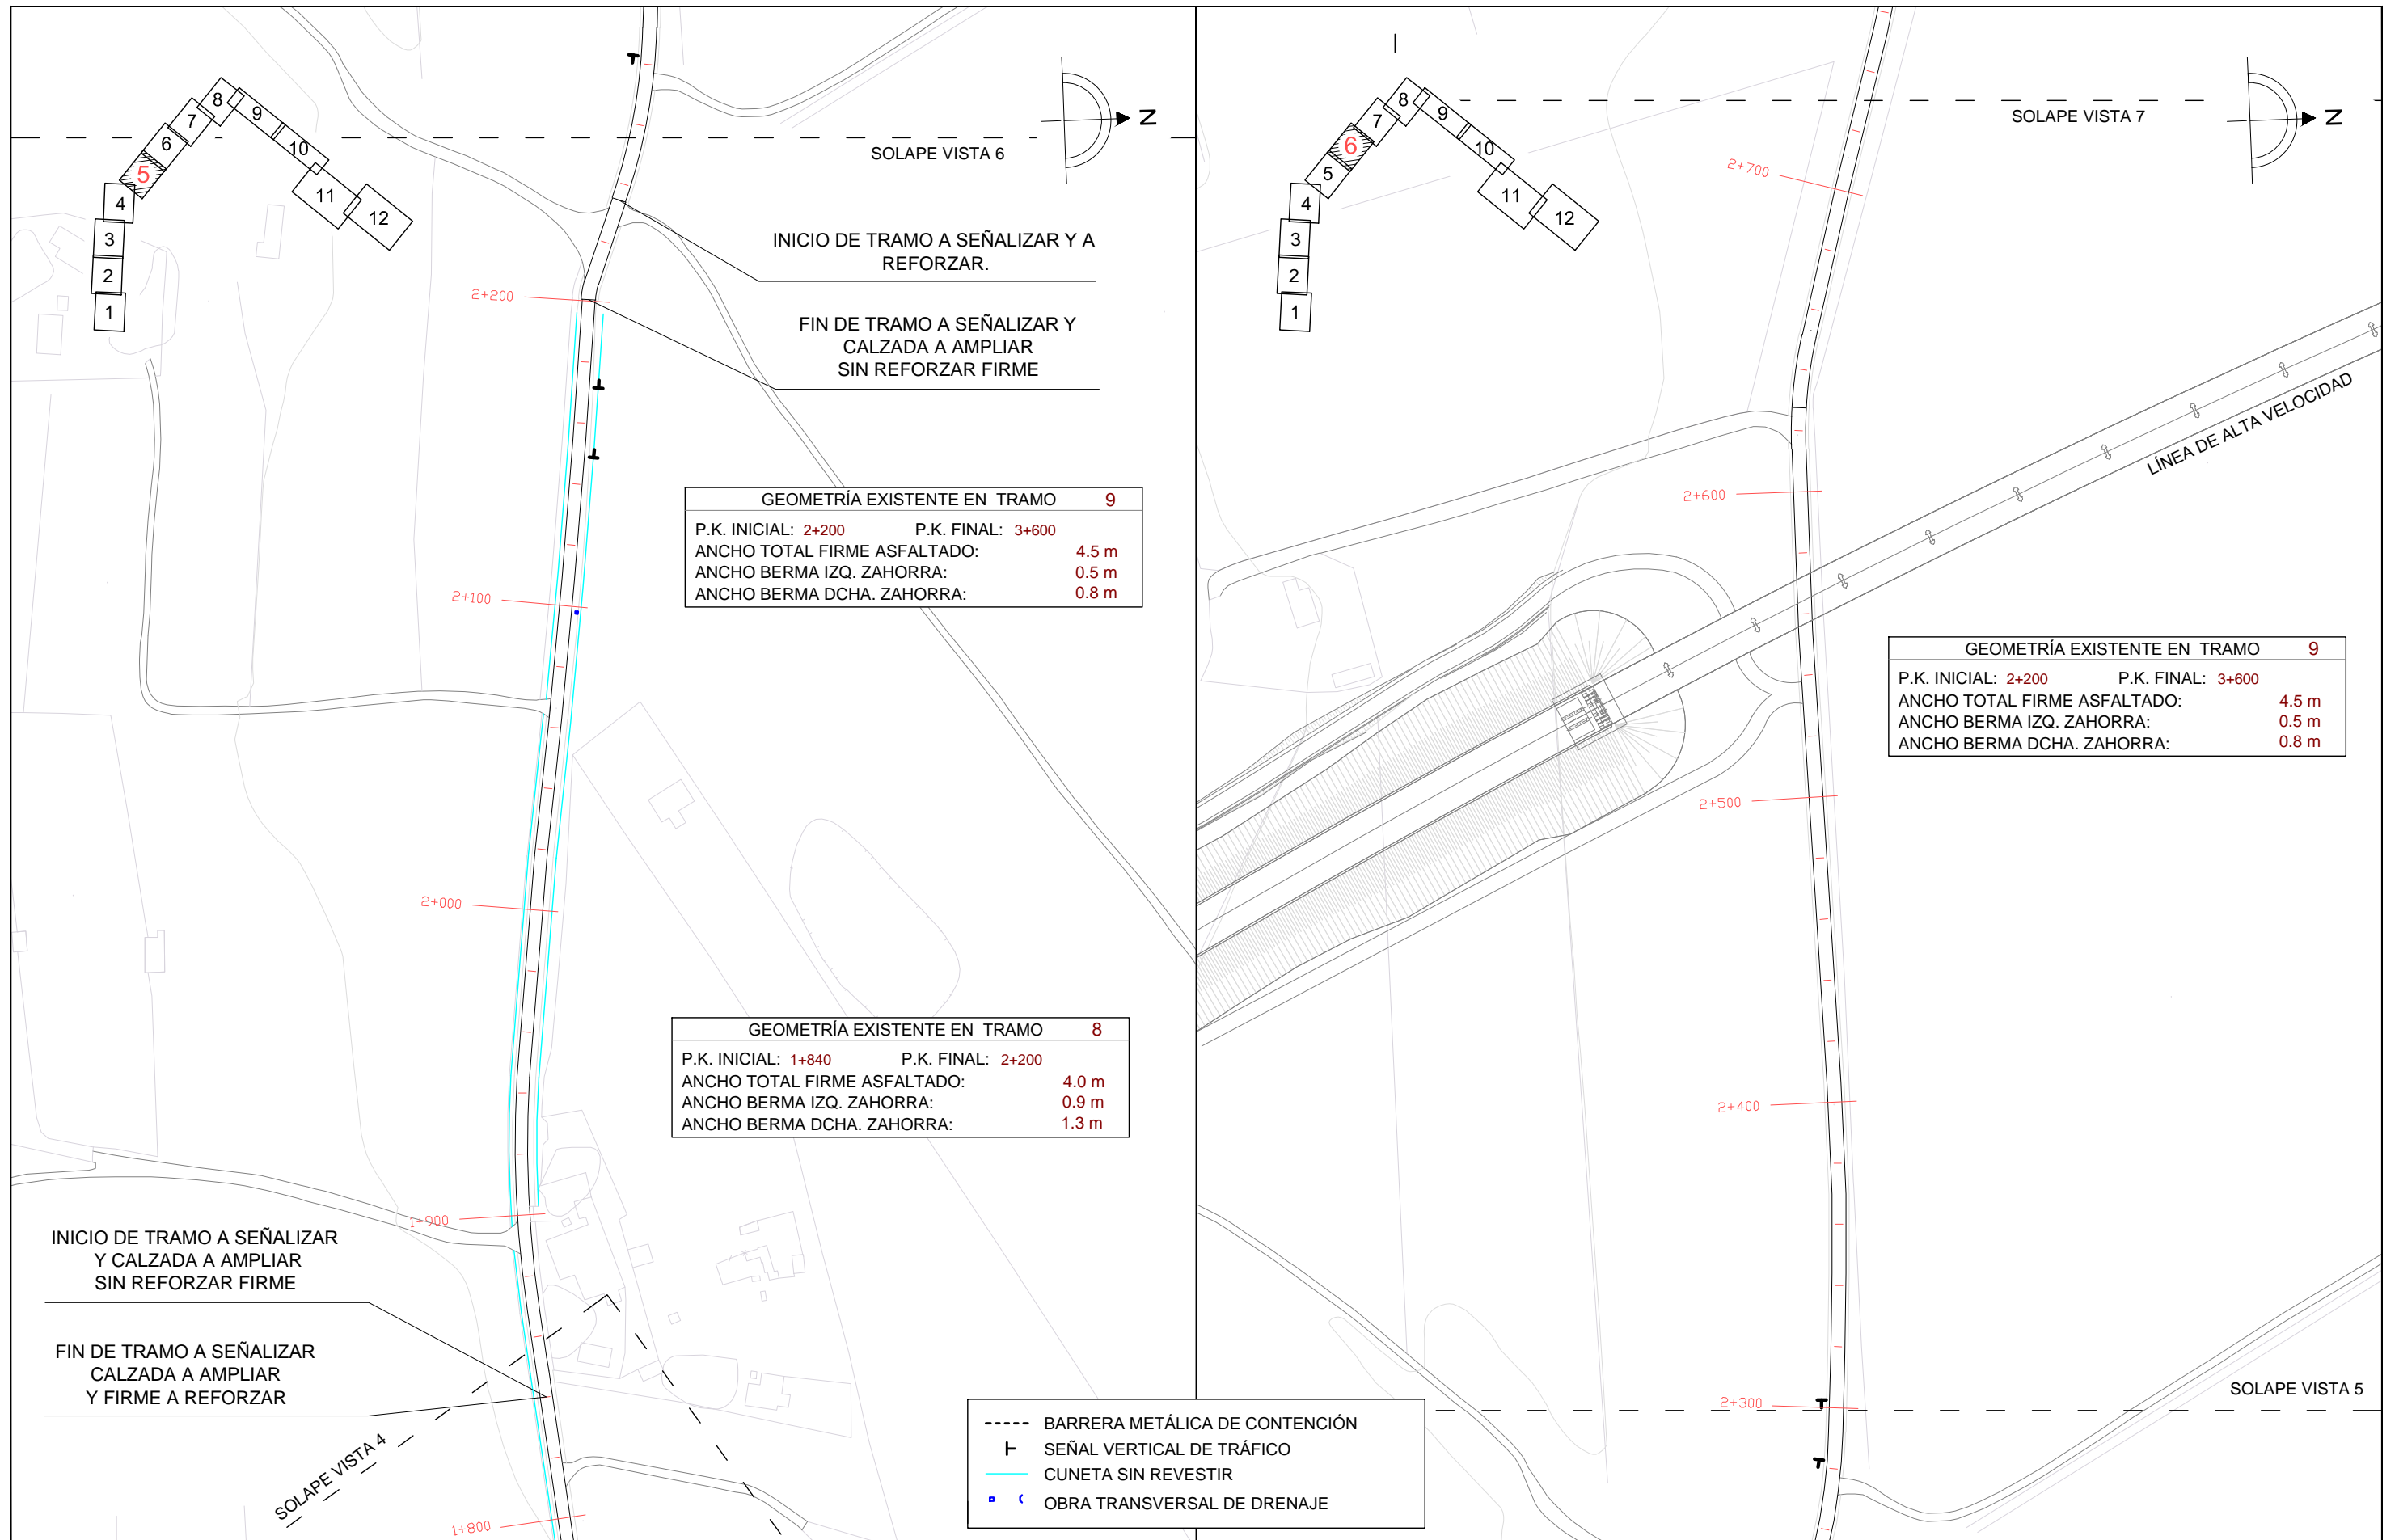 8
9
7
6
10
5
4
11
12
3
2
1
N
SOLAPE VISTA 6
INICIO DE TRAMO A SEÑALIZAR Y A
REFORZAR.
2+200
FIN DE TRAMO A SEÑALIZAR Y
CALZADA A AMPLIAR
SIN REFORZAR FIRME
GEOMETRÍA EXISTENTE EN TRAMO 9
P.K. INICIAL: 2+200 P.K. FINAL: 3+600
ANCHO TOTAL FIRME ASFALTADO: 4.5 m
ANCHO BERMA IZQ. ZAHORRA: 0.5 m
ANCHO BERMA DCHA. ZAHORRA: 0.8 m
2+100
2+000
GEOMETRÍA EXISTENTE EN TRAMO 8
P.K. INICIAL: 1+840 P.K. FINAL: 2+200
ANCHO TOTAL FIRME ASFALTADO: 4.0 m
ANCHO BERMA IZQ. ZAHORRA: 0.9 m
ANCHO BERMA DCHA. ZAHORRA: 1.3 m
1+900
INICIO DE TRAMO A SEÑALIZAR
Y CALZADA A AMPLIAR
SIN REFORZAR FIRME
FIN DE TRAMO A SEÑALIZAR
CALZADA A AMPLIAR
Y FIRME A REFORZAR
SOLAPE VISTA 4
1+800
8
9
7
6
10
5
4
11
12
3
2
1
N
SOLAPE VISTA 7
2+700
LÍNEA DE ALTA VELOCIDAD
2+600
GEOMETRÍA EXISTENTE EN TRAMO 9
P.K. INICIAL: 2+200 P.K. FINAL: 3+600
ANCHO TOTAL FIRME ASFALTADO: 4.5 m
ANCHO BERMA IZQ. ZAHORRA: 0.5 m
ANCHO BERMA DCHA. ZAHORRA: 0.8 m
2+500
2+400
2+300
SOLAPE VISTA 5
BARRERA METÁLICA DE CONTENCIÓN
SEÑAL VERTICAL DE TRÁFICO
CUNETA SIN REVESTIR
OBRA TRANSVERSAL DE DRENAJE